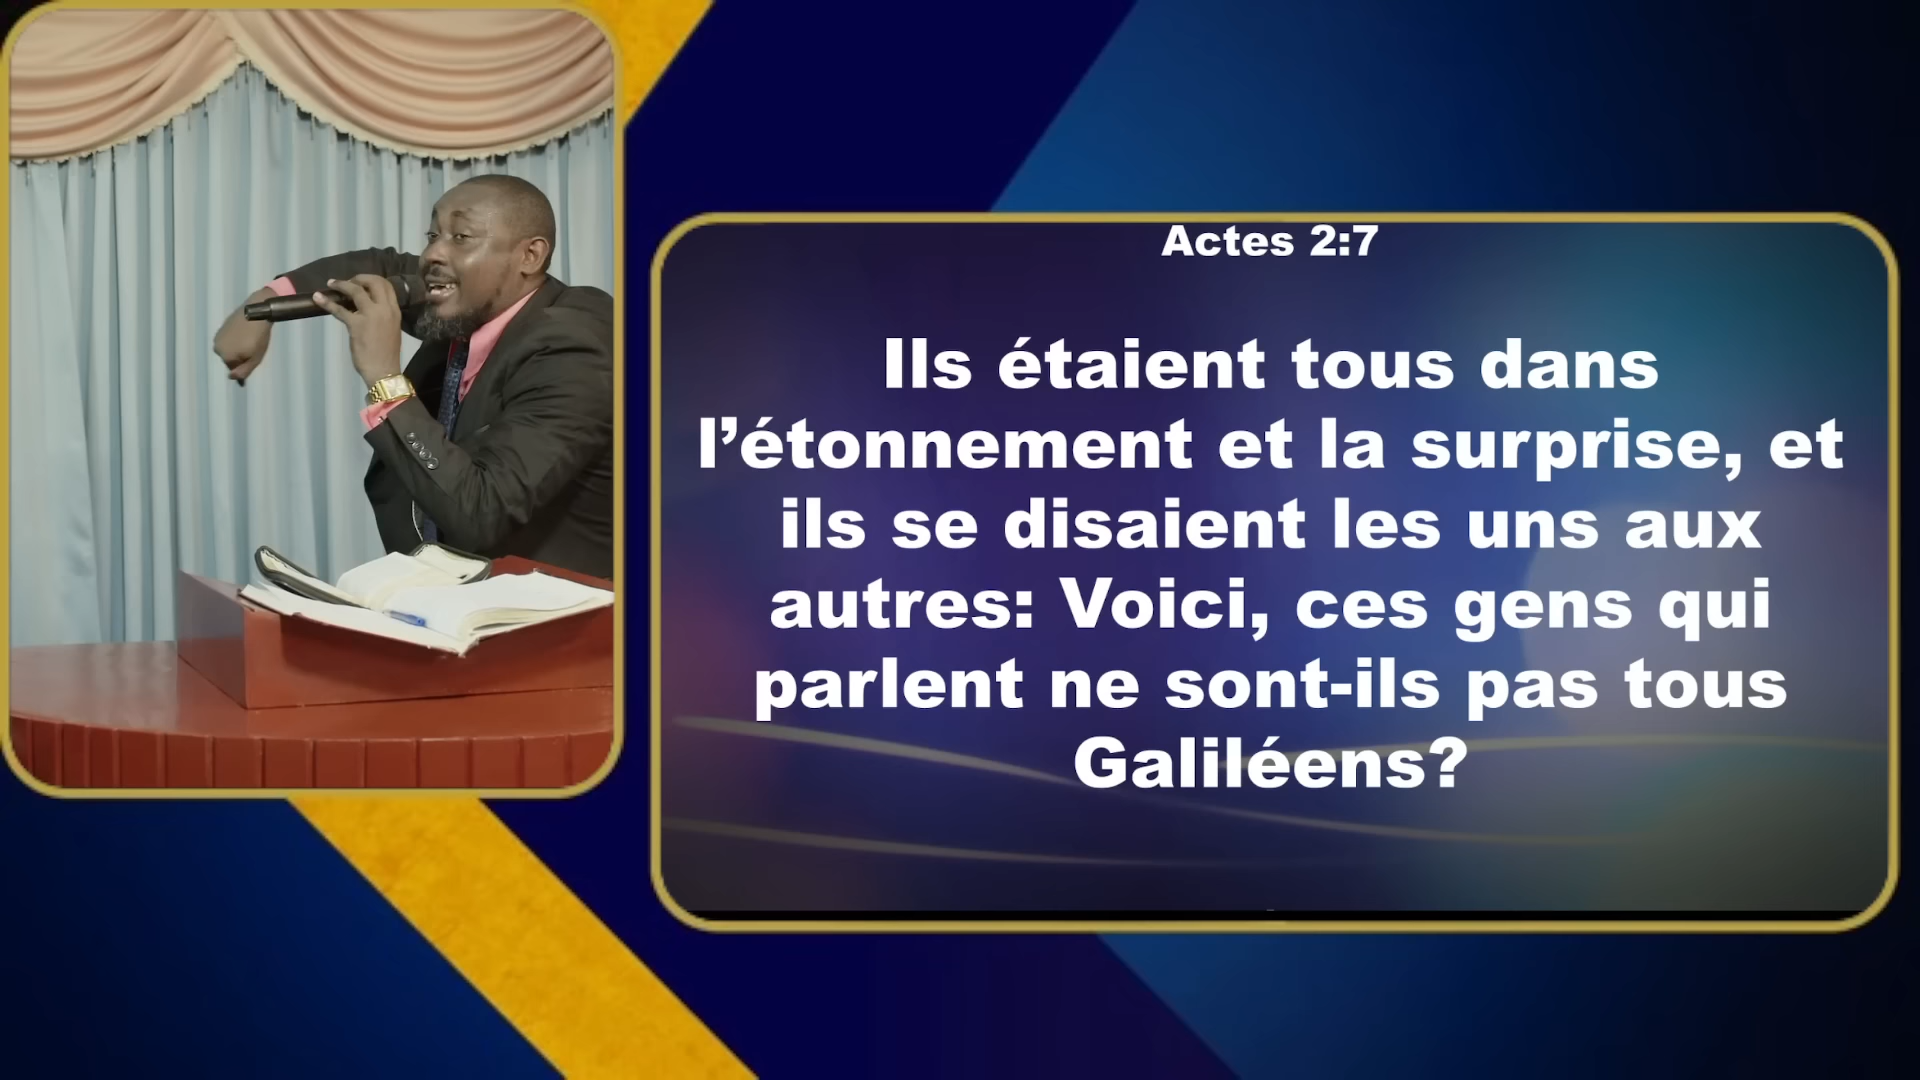 Actes 2:7
Ils étaient tous dans
l’étonnement et la surprise, et
ils se disaient les uns aux
autres: Voici, ces gens qui
parlent ne sont-ils pas tous
Galiléens?